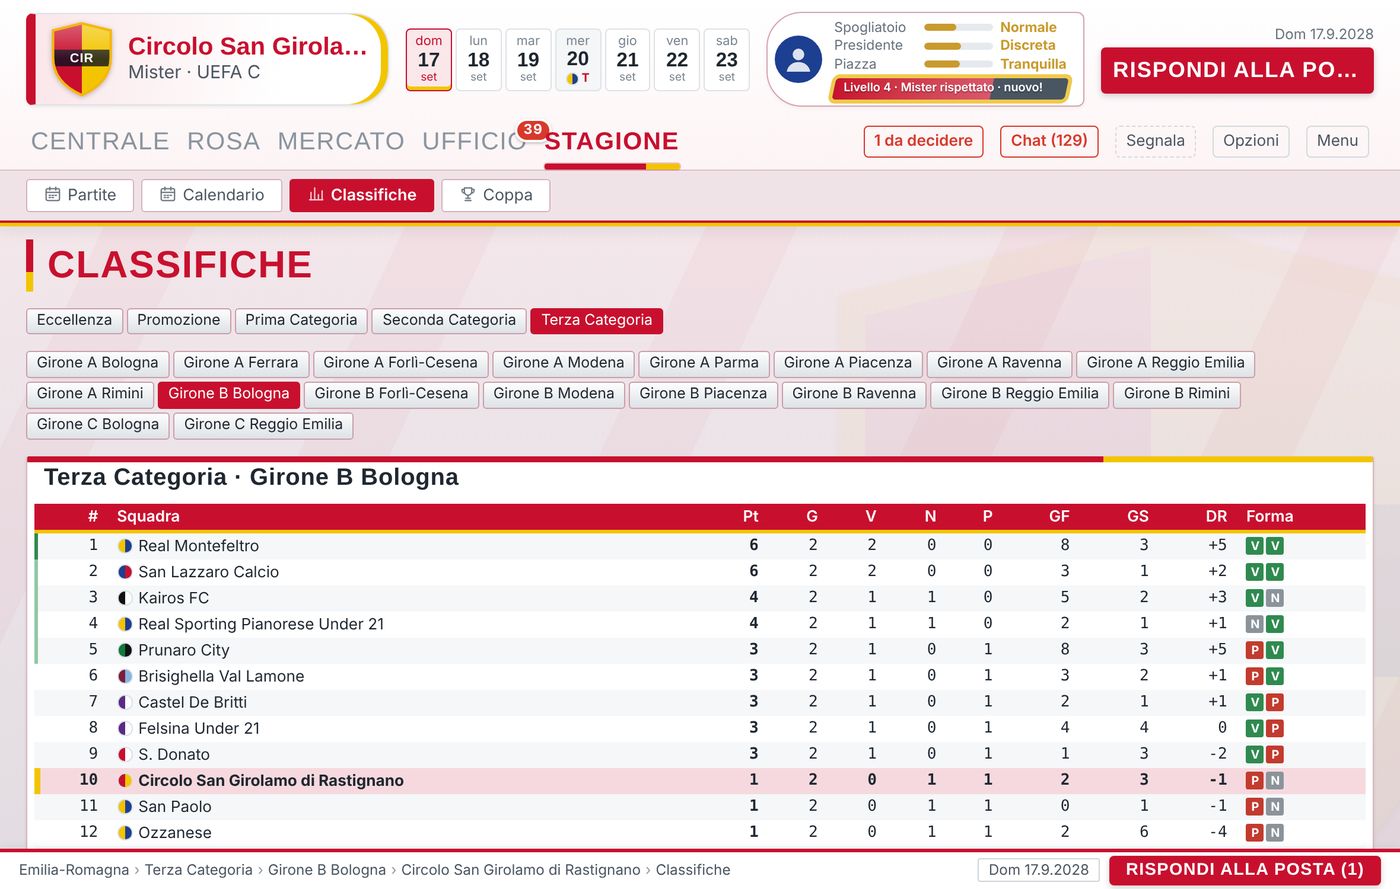 CIR
Circolo San Girola...
Mister · UEFA C
dom 17 set
lun 18 set
mar 19 set
mer 20 T
gio 21 set
ven 22 set
sab 23 set
Spogliatoio Normale
Presidente Discreta
Piazza Tranquilla
Livello 4 · Mister rispettato · nuovo!
Dom 17.9.2028
RISPONDI ALLA PO...
CENTRALE ROSA MERCATO UFFICIO 39 STAGIONE
1 da decidere Chat (129) Segnala Opzioni Menu
Partite Calendario Classifiche Coppa
CLASSIFICHE
Eccellenza Promozione Prima Categoria Seconda Categoria Terza Categoria
Girone A Bologna Girone A Ferrara Girone A Forlì-Cesena Girone A Modena Girone A Parma Girone A Piacenza Girone A Ravenna Girone A Reggio Emilia
Girone A Rimini Girone B Bologna Girone B Forlì-Cesena Girone B Modena Girone B Piacenza Girone B Ravenna Girone B Reggio Emilia Girone B Rimini
Girone C Bologna Girone C Reggio Emilia
Terza Categoria · Girone B Bologna
# Squadra Pt G V N P GF GS DR Forma
1 Real Montefeltro 6 2 2 0 0 8 3 +5 V V
2 San Lazzaro Calcio 6 2 2 0 0 3 1 +2 V V
3 Kairos FC 4 2 1 1 0 5 2 +3 V N
4 Real Sporting Pianorese Under 21 4 2 1 1 0 2 1 +1 N V
5 Prunaro City 3 2 1 0 1 8 3 +5 P V
6 Brisighella Val Lamone 3 2 1 0 1 3 2 +1 P V
7 Castel De Britti 3 2 1 0 1 2 1 +1 V P
8 Felsina Under 21 3 2 1 0 1 4 4 0 V P
9 S. Donato 3 2 1 0 1 1 3 -2 V P
10 Circolo San Girolamo di Rastignano 1 2 0 1 1 2 3 -1 P N
11 San Paolo 1 2 0 1 1 0 1 -1 P N
12 Ozzanese 1 2 0 1 1 2 6 -4 P N
Emilia-Romagna › Terza Categoria › Girone B Bologna › Circolo San Girolamo di Rastignano › Classifiche
Dom 17.9.2028
RISPONDI ALLA POSTA (1)